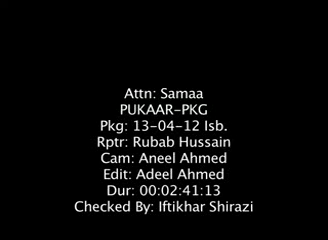 Attn: Samaa
PUKAAR-PKG
Pkg: 13-04-12 Isb.
Rptr: Rubab Hussain
Cam: Aneel Ahmed
Edit: Adeel Ahmed
Dur: 00:02:41:13
Checked By: Iftikhar Shirazi